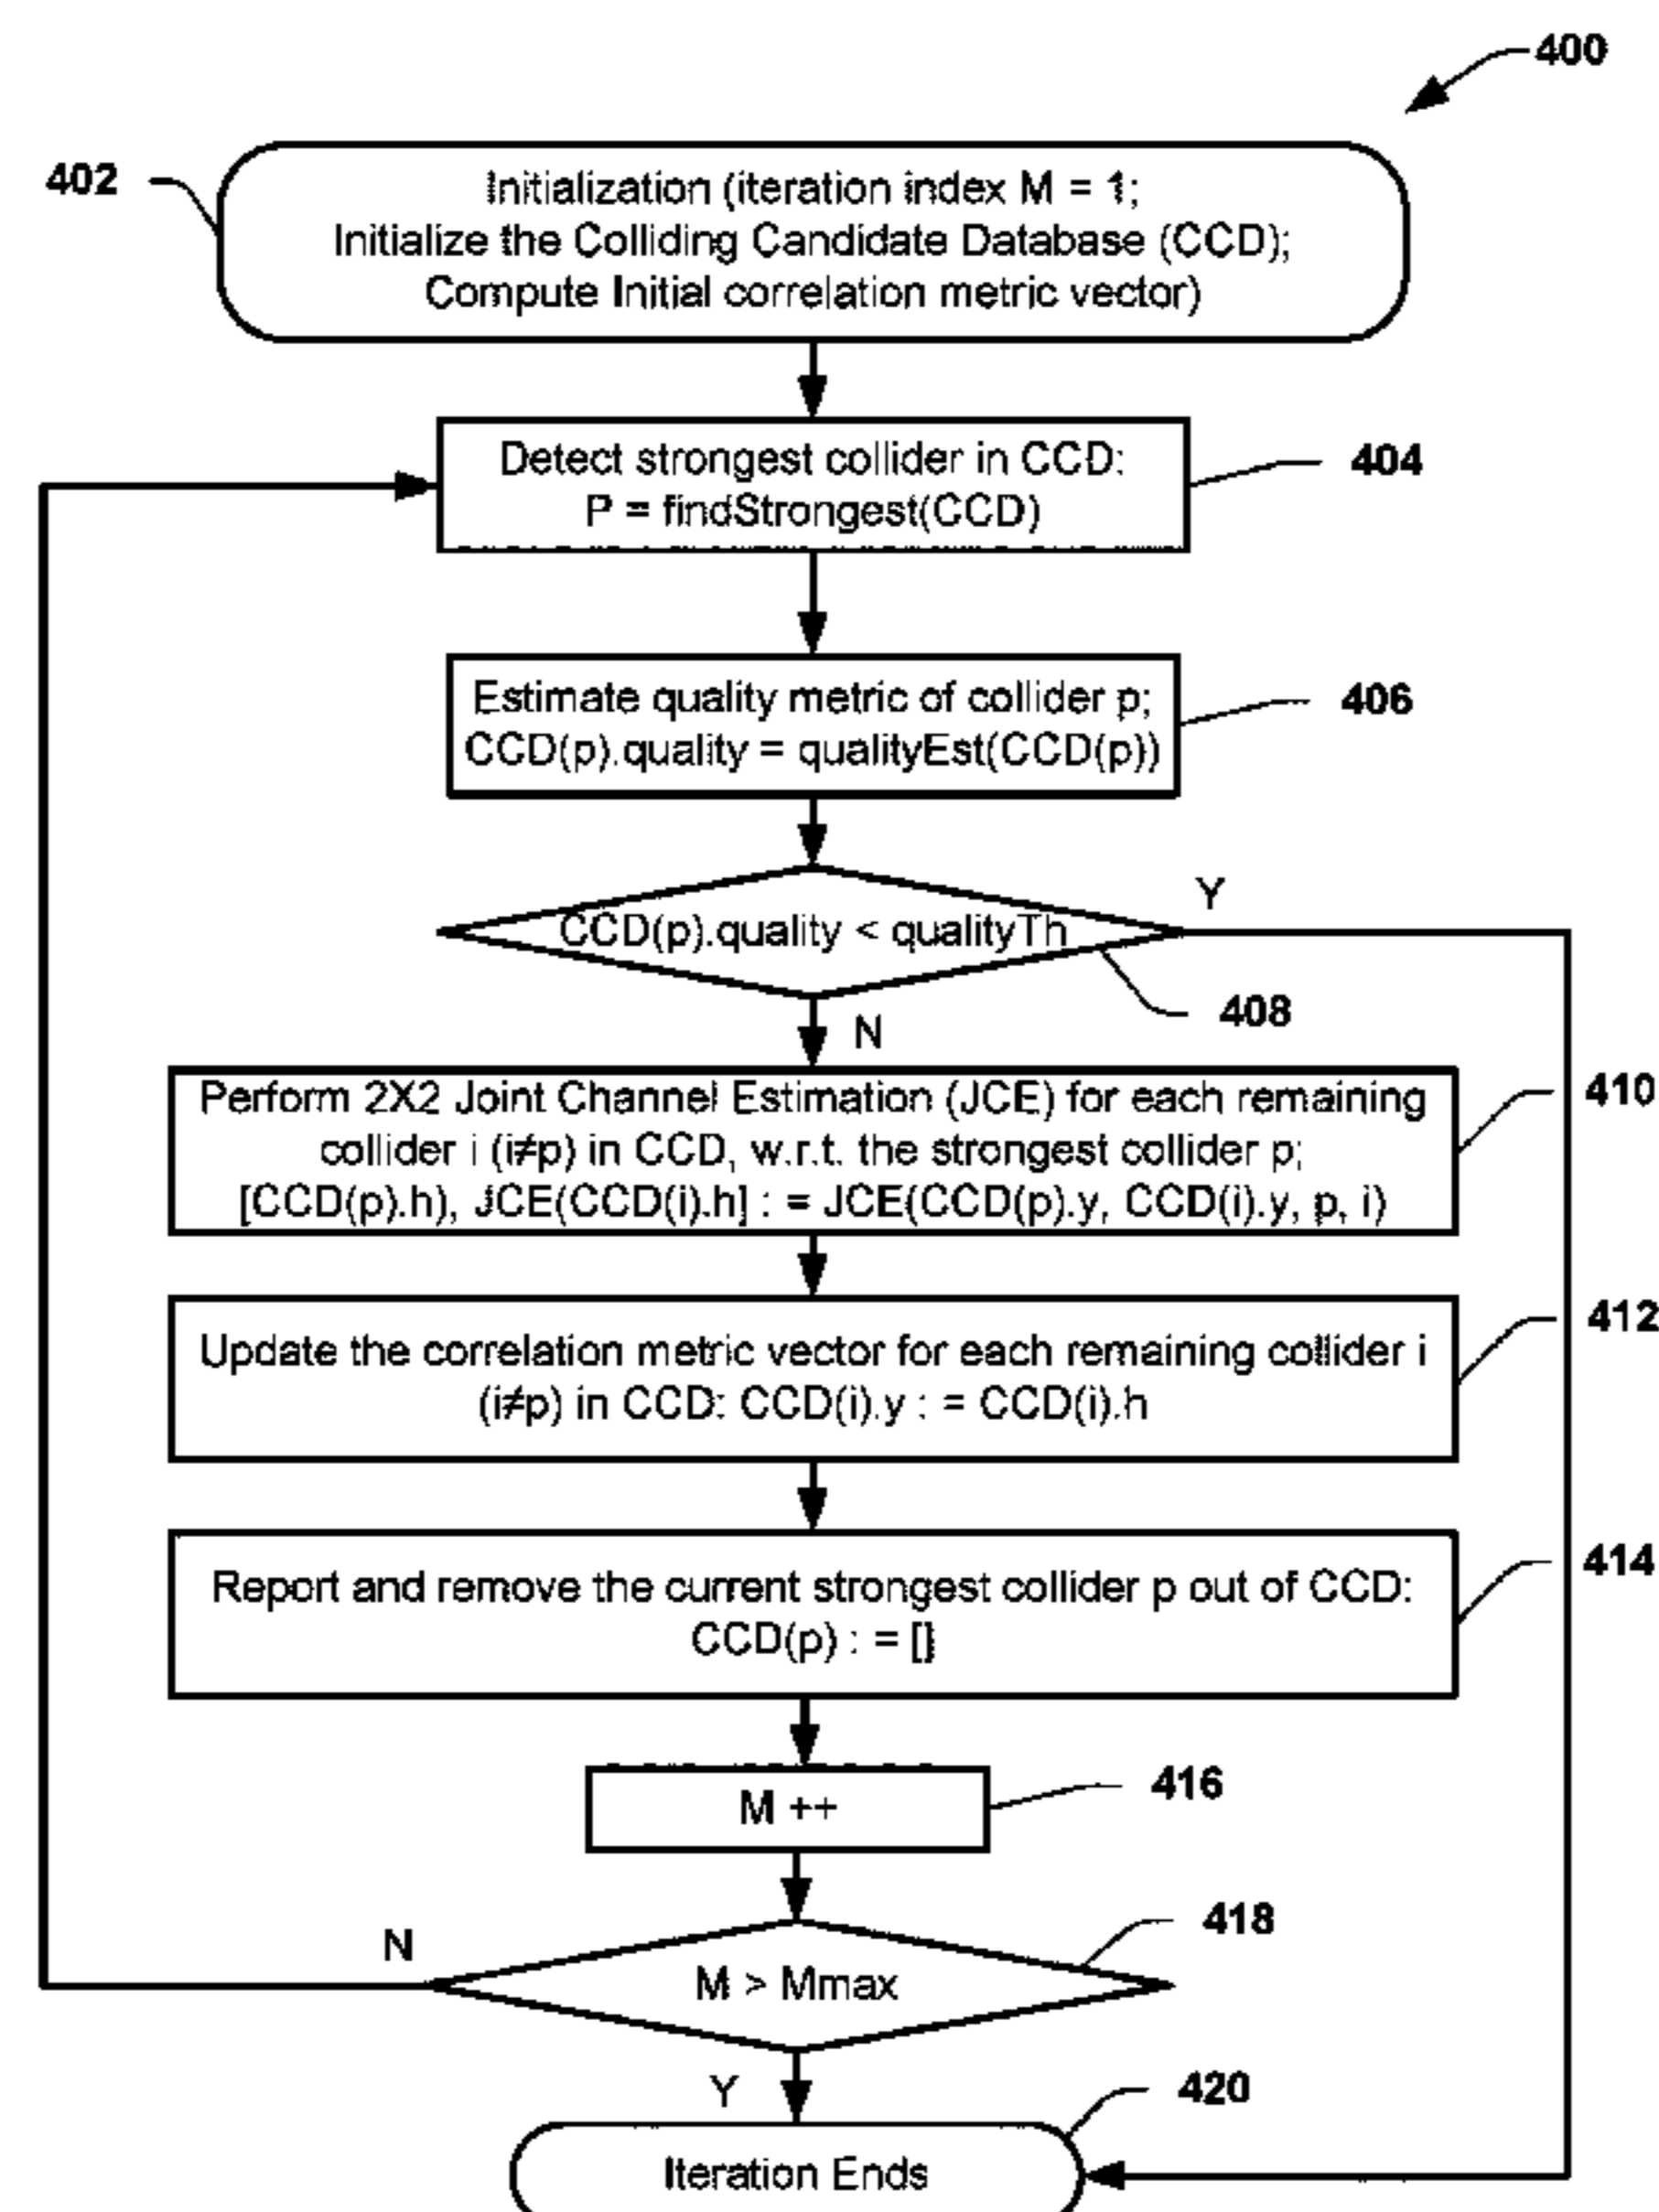 400
402
Initialization (iteration index M = 1;
Initialize the Colliding Candidate Database (CCD);
Compute Initial correlation metric vector)
Detect strongest collider in CCD:
P = findStrongest(CCD)
404
Estimate quality metric of collider p;
CCD(p).quality = qualityEst(CCD(p))
406
CCD(p).quality < qualityTh
Y
408
N
Perform 2X2 Joint Channel Estimation (JCE) for each remaining
collider i (i≠p) in CCD, w.r.t. the strongest collider p;
[CCD(p).h), JCE(CCD(i).h] : = JCE(CCD(p).y, CCD(i).y, p, i)
410
Update the correlation metric vector for each remaining collider i
(i≠p) in CCD: CCD(i).y : = CCD(i).h
412
Report and remove the current strongest collider p out of CCD:
CCD(p) : = []
414
M ++
416
N
M > Mmax
418
Y
420
Iteration Ends